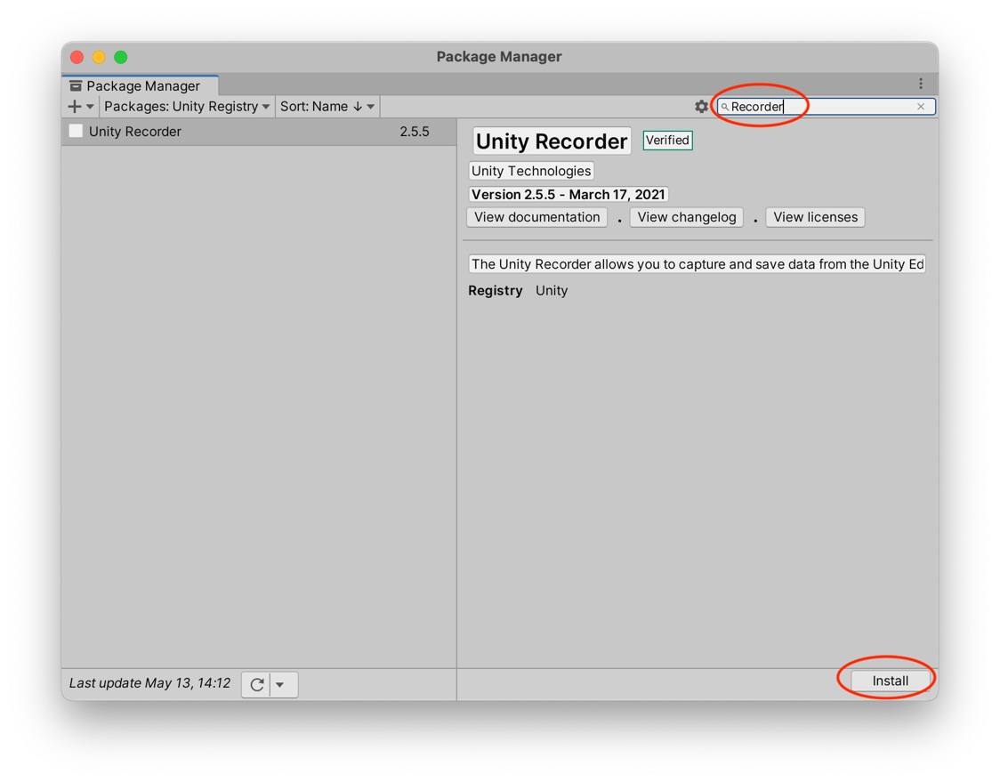 Package Manager
Package Manager
Packages: Unity Registry Sort: Name ↓ Recorder
Unity Recorder 2.5.5
Unity Recorder Verified
Unity Technologies
Version 2.5.5 - March 17, 2021
View documentation . View changelog . View licenses
The Unity Recorder allows you to capture and save data from the Unity Ed
Registry Unity
Last update May 13, 14:12
Install